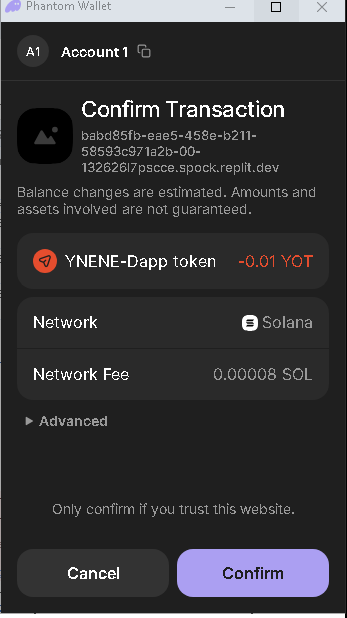 Phantom Wallet
A1 Account 1
Confirm Transaction
babd85fb-eae5-458e-b211-
58593c971a2b-00-
132626l7pscce.spock.replit.dev
Balance changes are estimated. Amounts and
assets involved are not guaranteed.
YNENE-Dapp token -0.01 YOT
Network Solana
Network Fee 0.00008 SOL
Advanced
Only confirm if you trust this website.
Cancel Confirm